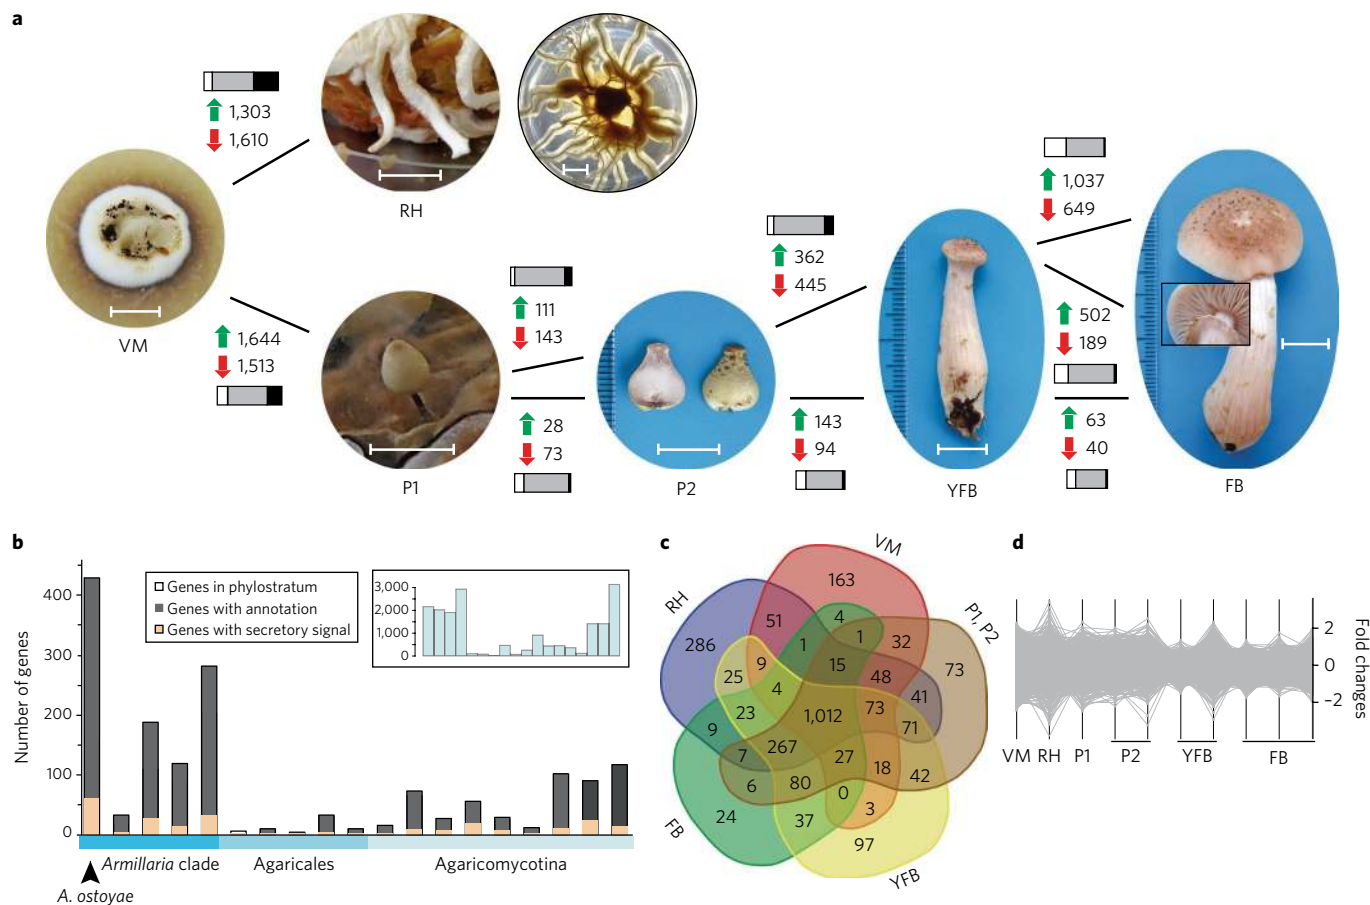 a
1,303
1,610
RH
VM
1,644
1,513
P1
111
143
28
73
P2
362
445
143
94
YFB
1,037
649
502
189
63
40
FB
b
Number of genes
400
300
200
100
0
Genes in phylostratum
Genes with annotation
Genes with secretory signal
3,000
2,000
1,000
0
Armillaria clade
Agaricales
Agaricomycotina
A. ostoyae
c
VM
RH
P1, P2
FB
YFB
163
51
4
1
32
286
1
15
73
9
48
25
4
41
73
23
1,012
71
9
267
7
27
18
42
6
80
0
3
24
37
97
d
Fold changes
2
0
−2
VM RH P1 P2 YFB FB